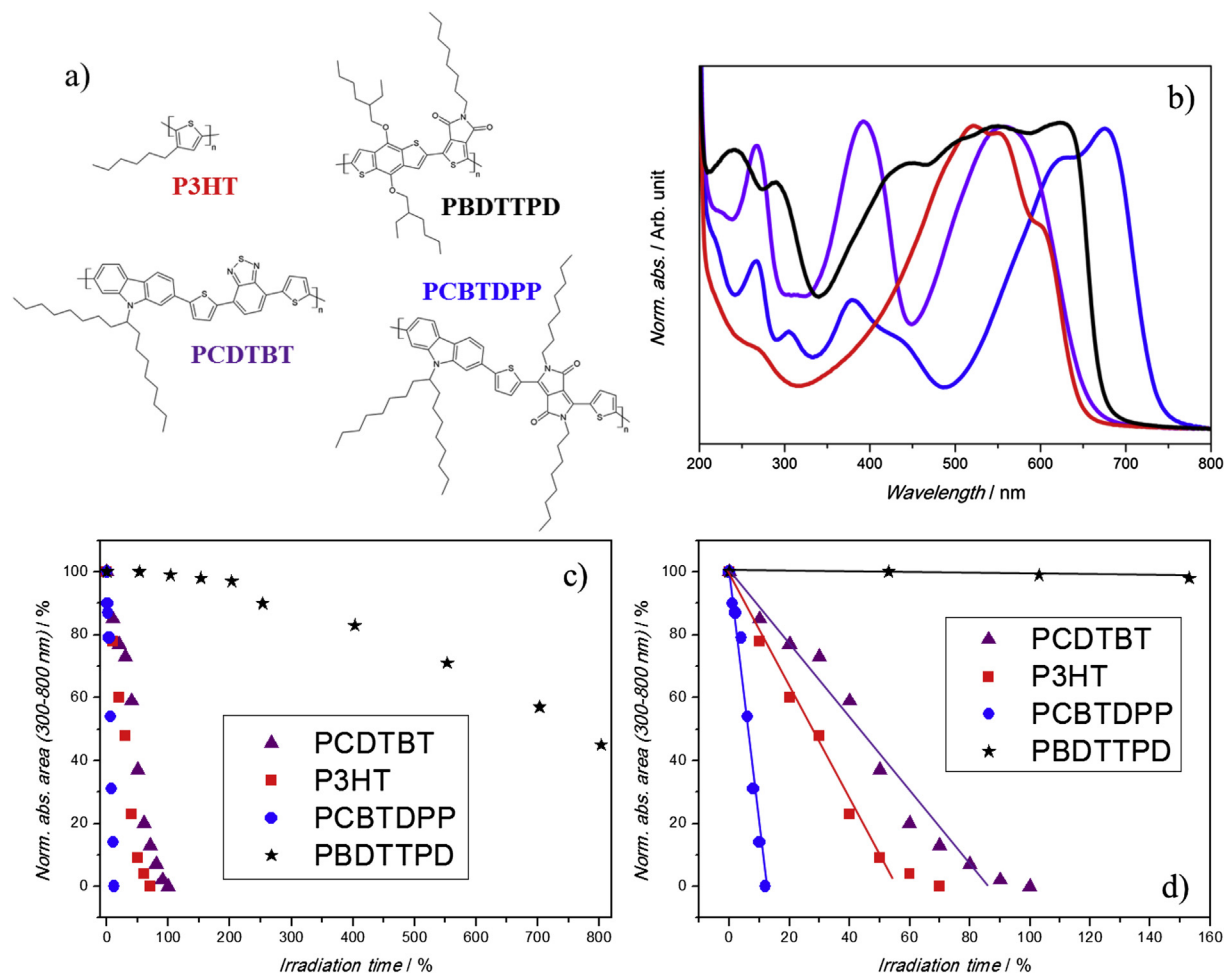 a)
P3HT
PBDTTPD
PCDTBT
PCBTDPP
S
n
O
O
N
O
O
S
S
S
n
N
S
N
S
N
S
n
N
S
N
O
O
N
S
n
b)
Norm. abs. / Arb. unit
200 300 400 500 600 700 800
Wavelength / nm
c)
Norm. abs. area (300-800 nm) / %
100
80
60
40
20
0
PCDTBT
P3HT
PCBTDPP
PBDTTPD
0 100 200 300 400 500 600 700 800
Irradiation time / %
d)
Norm. abs. area (300-800 nm) / %
100
80
60
40
20
0
PCDTBT
P3HT
PCBTDPP
PBDTTPD
0 20 40 60 80 100 120 140 160
Irradiation time / %